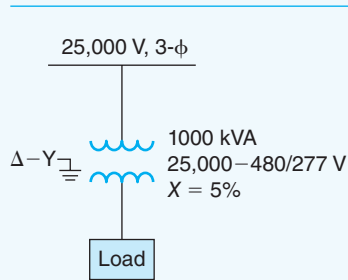 25,000 V, 3-ϕ
1000 kVA
Δ−Y
25,000−480/277 V
X = 5%
Load